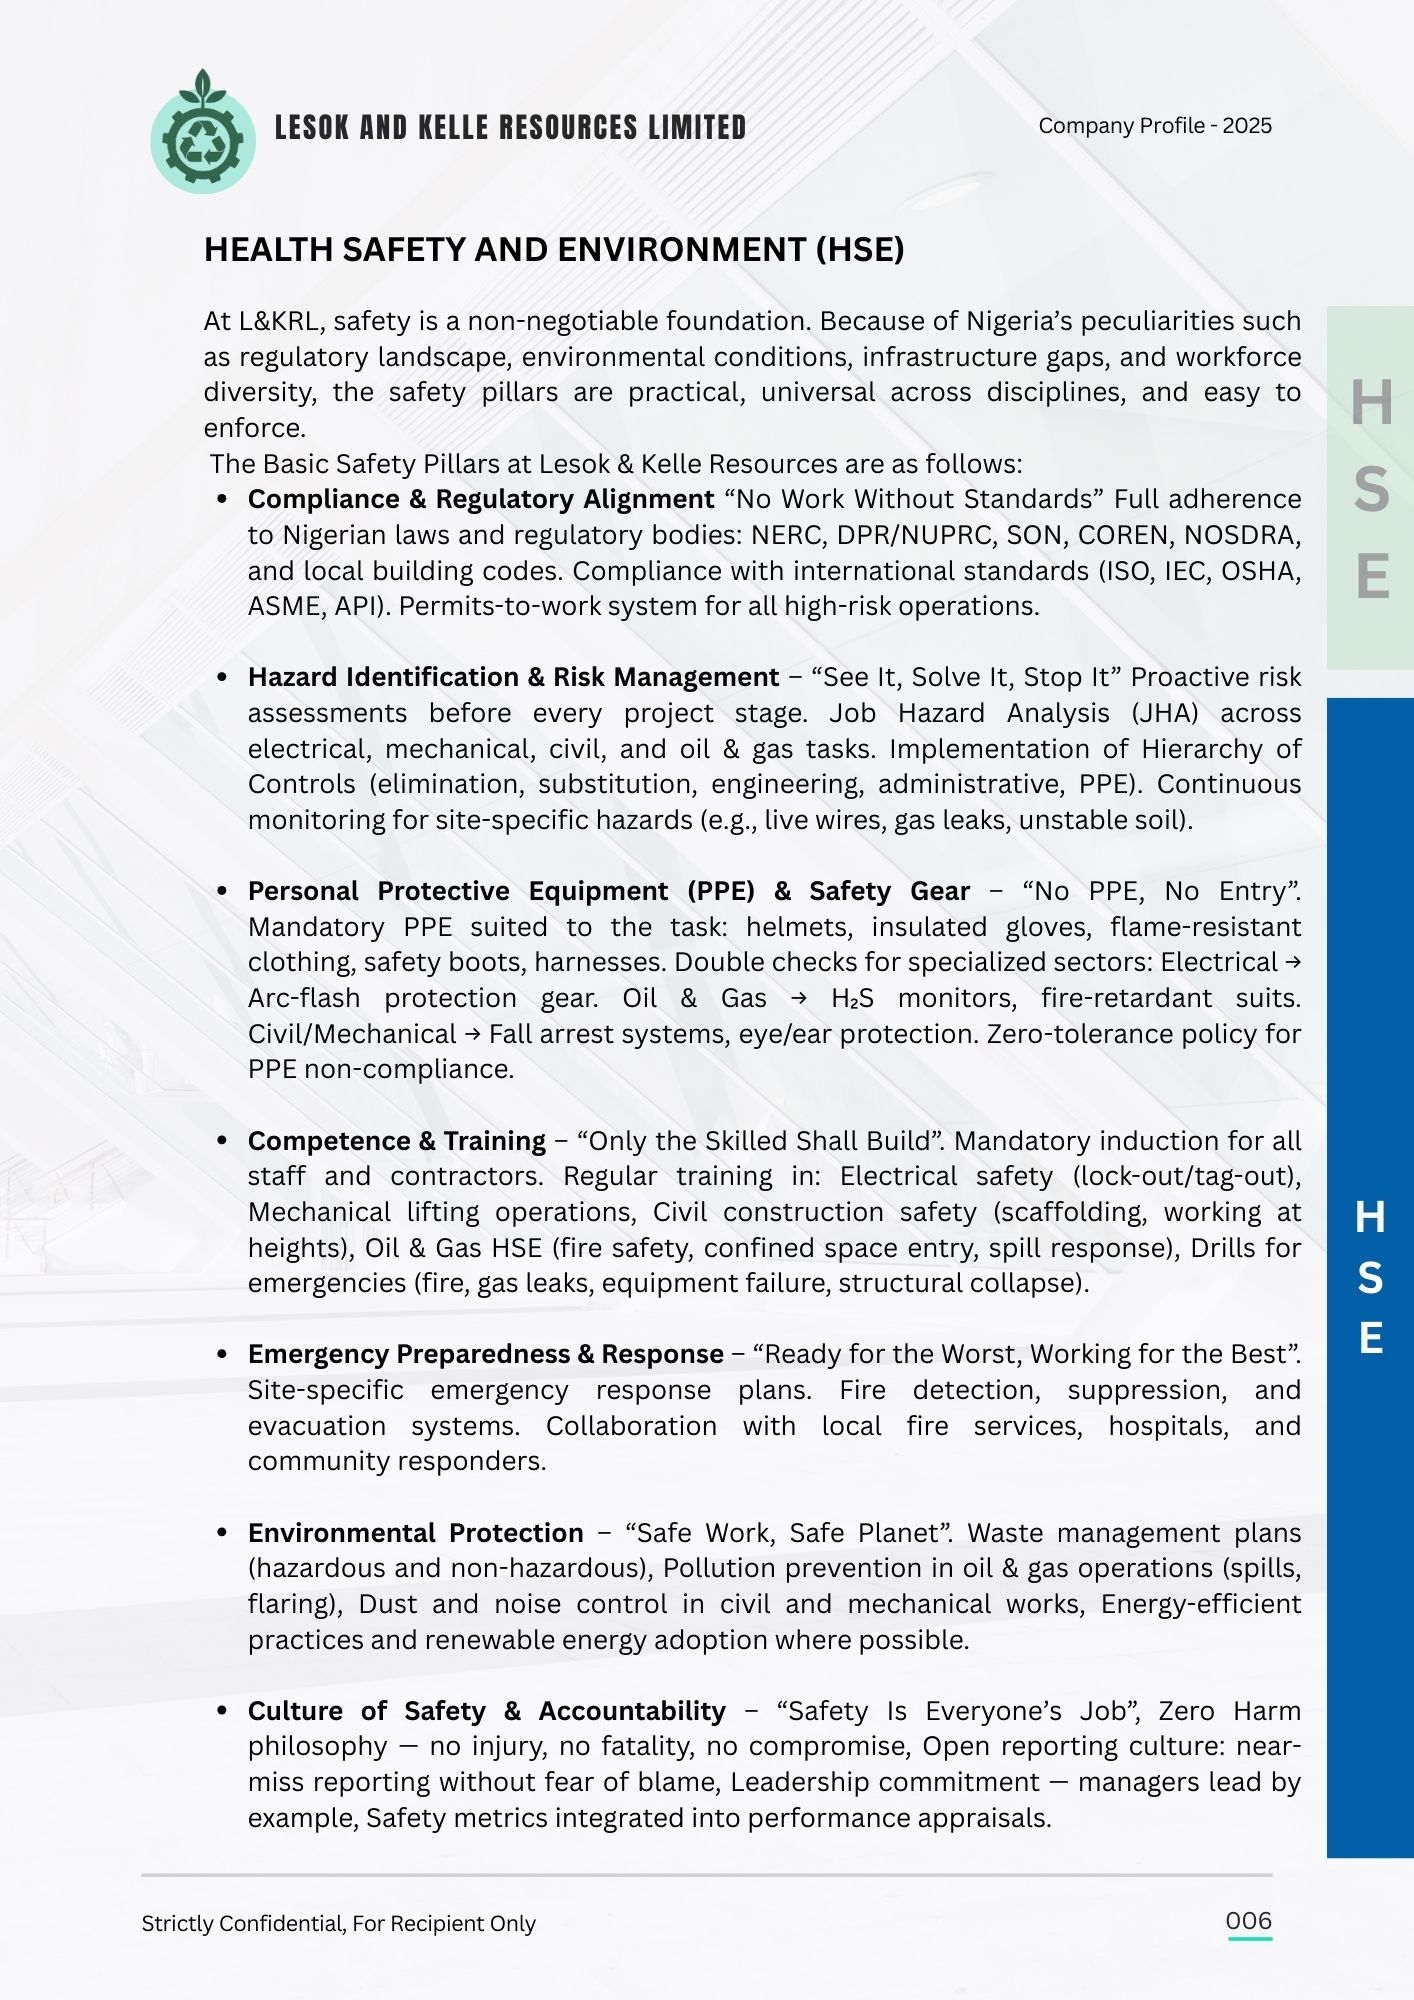 LESOK AND KELLE RESOURCES LIMITED
Company Profile - 2025
HEALTH SAFETY AND ENVIRONMENT (HSE)
At L&KRL, safety is a non-negotiable foundation. Because of Nigeria’s peculiarities such
as regulatory landscape, environmental conditions, infrastructure gaps, and workforce
diversity, the safety pillars are practical, universal across disciplines, and easy to
enforce.
The Basic Safety Pillars at Lesok & Kelle Resources are as follows:
• Compliance & Regulatory Alignment “No Work Without Standards” Full adherence
to Nigerian laws and regulatory bodies: NERC, DPR/NUPRC, SON, COREN, NOSDRA,
and local building codes. Compliance with international standards (ISO, IEC, OSHA,
ASME, API). Permits-to-work system for all high-risk operations.
• Hazard Identification & Risk Management – “See It, Solve It, Stop It” Proactive risk
assessments before every project stage. Job Hazard Analysis (JHA) across
electrical, mechanical, civil, and oil & gas tasks. Implementation of Hierarchy of
Controls (elimination, substitution, engineering, administrative, PPE). Continuous
monitoring for site-specific hazards (e.g., live wires, gas leaks, unstable soil).
• Personal Protective Equipment (PPE) & Safety Gear – “No PPE, No Entry”.
Mandatory PPE suited to the task: helmets, insulated gloves, flame-resistant
clothing, safety boots, harnesses. Double checks for specialized sectors: Electrical →
Arc-flash protection gear. Oil & Gas → H₂S monitors, fire-retardant suits.
Civil/Mechanical → Fall arrest systems, eye/ear protection. Zero-tolerance policy for
PPE non-compliance.
• Competence & Training – “Only the Skilled Shall Build”. Mandatory induction for all
staff and contractors. Regular training in: Electrical safety (lock-out/tag-out),
Mechanical lifting operations, Civil construction safety (scaffolding, working at
heights), Oil & Gas HSE (fire safety, confined space entry, spill response), Drills for
emergencies (fire, gas leaks, equipment failure, structural collapse).
• Emergency Preparedness & Response – “Ready for the Worst, Working for the Best”.
Site-specific emergency response plans. Fire detection, suppression, and
evacuation systems. Collaboration with local fire services, hospitals, and
community responders.
• Environmental Protection – “Safe Work, Safe Planet”. Waste management plans
(hazardous and non-hazardous), Pollution prevention in oil & gas operations (spills,
flaring), Dust and noise control in civil and mechanical works, Energy-efficient
practices and renewable energy adoption where possible.
• Culture of Safety & Accountability – “Safety Is Everyone’s Job”, Zero Harm
philosophy — no injury, no fatality, no compromise, Open reporting culture: near-
miss reporting without fear of blame, Leadership commitment — managers lead by
example, Safety metrics integrated into performance appraisals.
H
S
E
H
S
E
Strictly Confidential, For Recipient Only
006